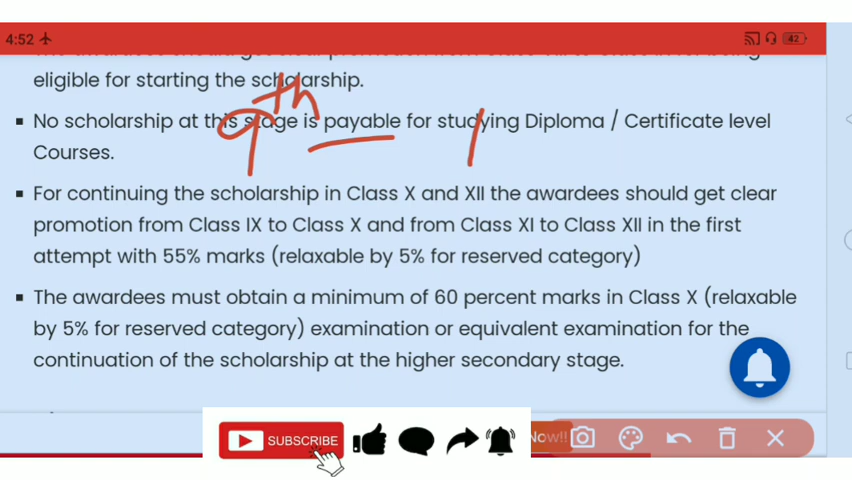 4:52
42
eligible for starting the scholarship.
9th
▪ No scholarship at this stage is payable for studying Diploma / Certificate level
Courses.
▪ For continuing the scholarship in Class X and XII the awardees should get clear
promotion from Class IX to Class X and from Class XI to Class XII in the first
attempt with 55% marks (relaxable by 5% for reserved category)
▪ The awardees must obtain a minimum of 60 percent marks in Class X (relaxable
by 5% for reserved category) examination or equivalent examination for the
continuation of the scholarship at the higher secondary stage.
SUBSCRIBE
Now!!